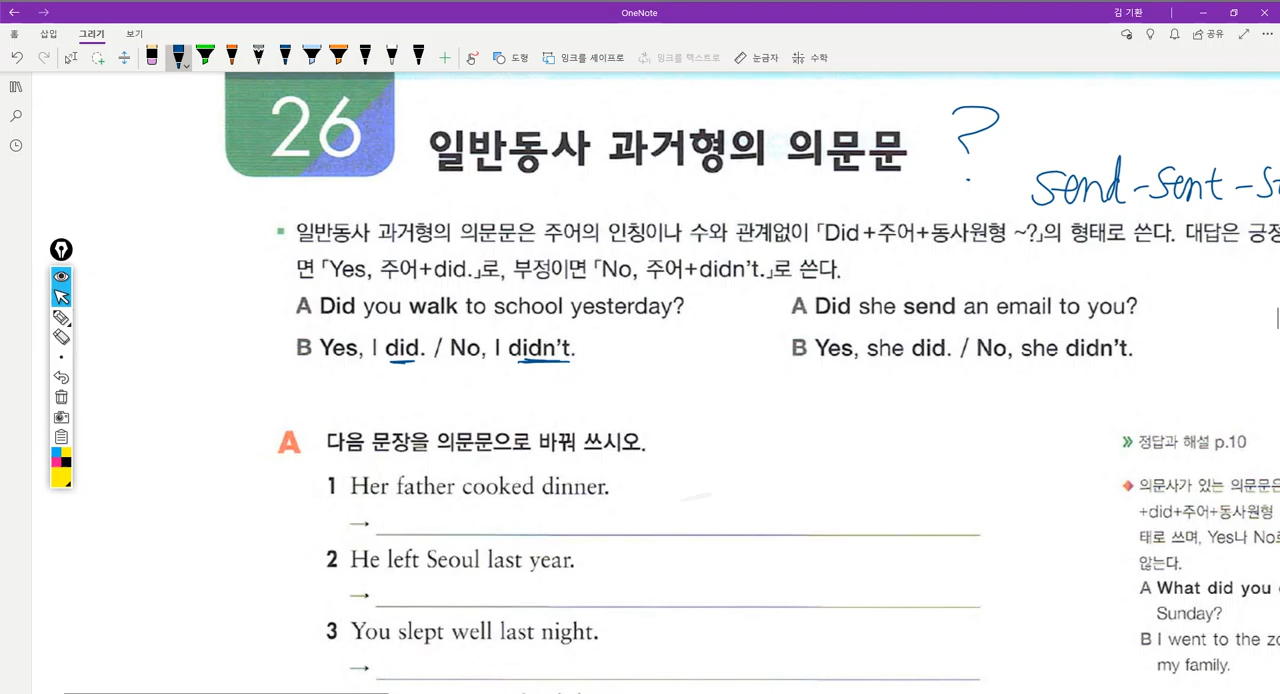 OneNote
김 기환
홈 삽입 그리기 보기
공유
도형 잉크를 셰이프로 잉크를 텍스트로 눈금자 수학
26
일반동사 과거형의 의문문 ?
send-sent-
일반동사 과거형의 의문문은 주어의 인칭이나 수와 관계없이 「Did+주어+동사원형 ~?」의 형태로 쓴다. 대답은 긍정
면 「Yes, 주어+did.」로, 부정이면 「No, 주어+didn't.」로 쓴다.
A Did you walk to school yesterday?
B Yes, I did. / No, I didn't.
A Did she send an email to you?
B Yes, she did. / No, she didn't.
A 다음 문장을 의문문으로 바꿔 쓰시오.
1 Her father cooked dinner.
→
2 He left Seoul last year.
→
3 You slept well last night.
→
» 정답과 해설 p.10
의문사가 있는 의문문은
+did+주어+동사원형
태로 쓰며, Yes나 No로
않는다.
A What did you
Sunday?
B I went to the zo
my family.